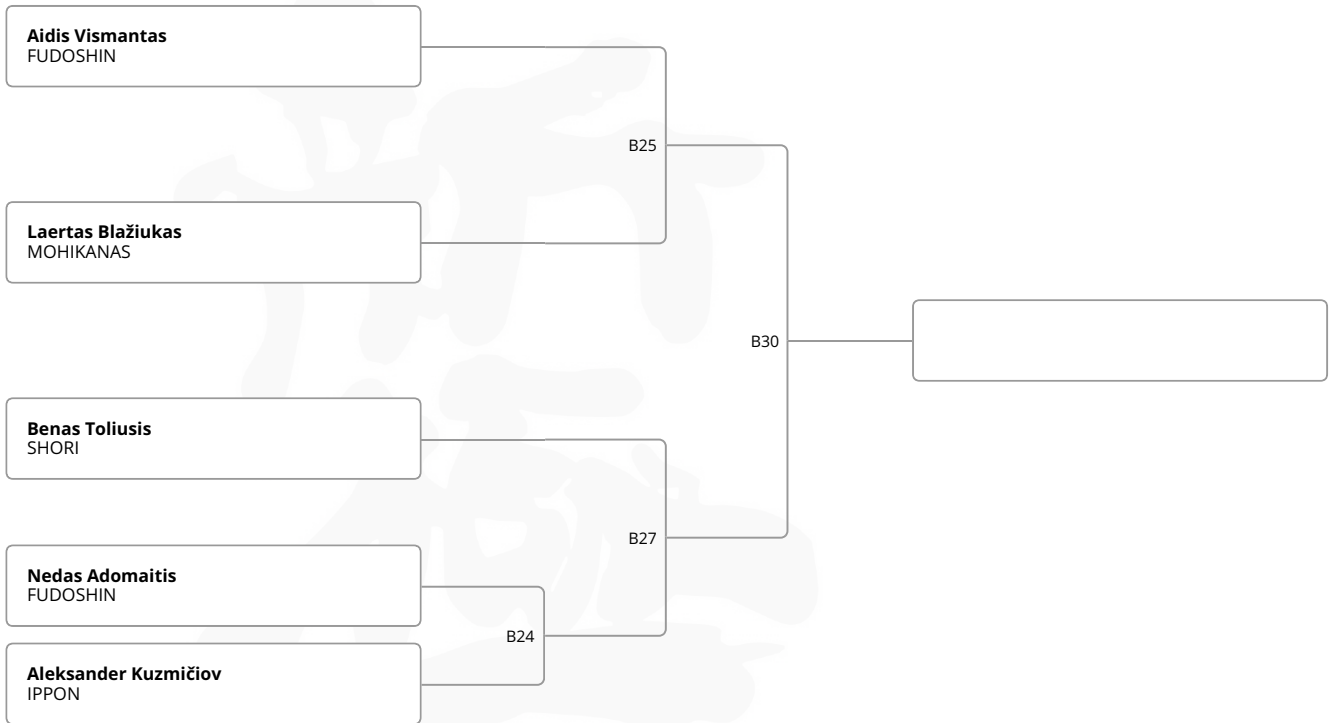 Aidis Vismantas
FUDOSHIN
B25
Laertas Blažiukas
MOHIKANAS
B30
Benas Toliusis
SHORI
B27
Nedas Adomaitis
FUDOSHIN
B24
Aleksander Kuzmičiov
IPPON